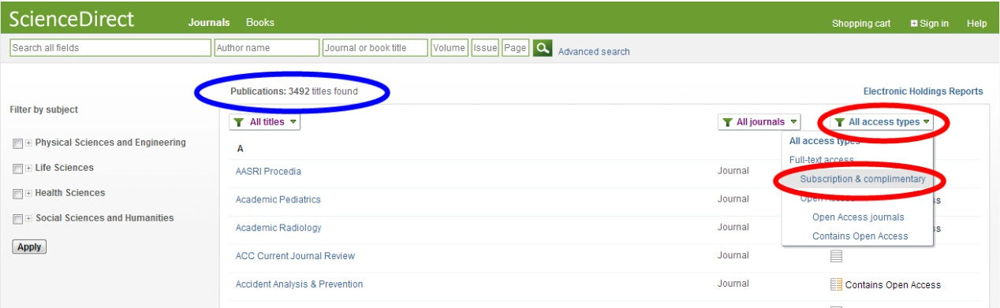 ScienceDirect
Journals Books
Shopping cart Sign in Help
Search all fields Author name Journal or book title Volume Issue Page Advanced search
Publications: 3492 titles found
Electronic Holdings Reports
Filter by subject
All titles All journals All access types
Physical Sciences and Engineering
Life Sciences
Health Sciences
Social Sciences and Humanities
Apply
A
AASRI Procedia Journal
Academic Pediatrics Journal
Academic Radiology Journal
ACC Current Journal Review Journal
Accident Analysis & Prevention Journal Contains Open Access
All access types
Full-text access
Subscription & complimentary
Open Access
Open Access journals
Contains Open Access